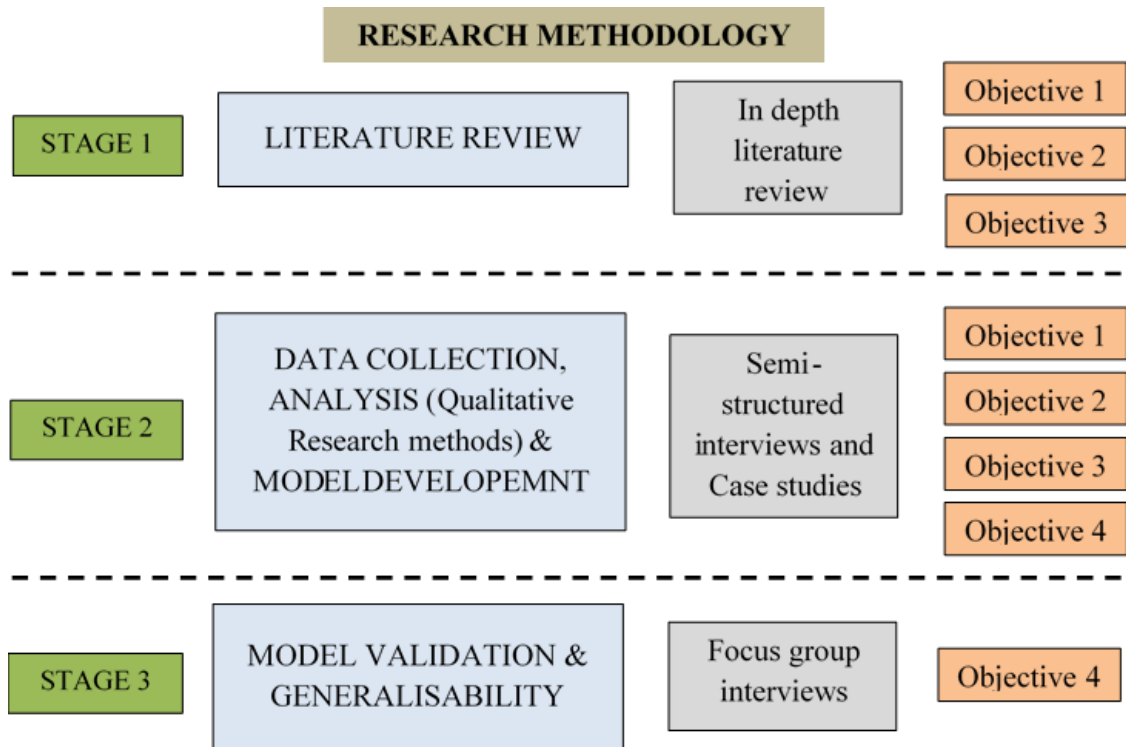 RESEARCH METHODOLOGY
STAGE 1
LITERATURE REVIEW
In depth
literature
review
Objective 1
Objective 2
Objective 3
STAGE 2
DATA COLLECTION,
ANALYSIS (Qualitative
Research methods) &
MODEL DEVELOPEMNT
Semi-
structured
interviews and
Case studies
Objective 1
Objective 2
Objective 3
Objective 4
STAGE 3
MODEL VALIDATION &
GENERALISABILITY
Focus group
interviews
Objective 4